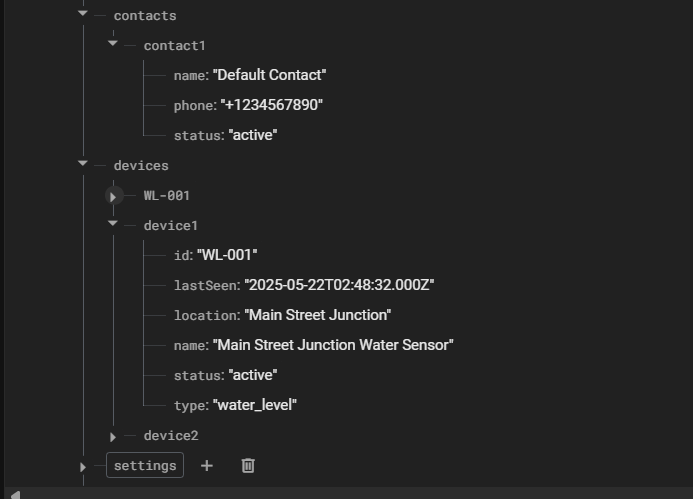 contacts
contact1
name: "Default Contact"
phone: "+1234567890"
status: "active"
devices
WL-001
device1
id: "WL-001"
lastSeen: "2025-05-22T02:48:32.000Z"
location: "Main Street Junction"
name: "Main Street Junction Water Sensor"
status: "active"
type: "water_level"
device2
settings